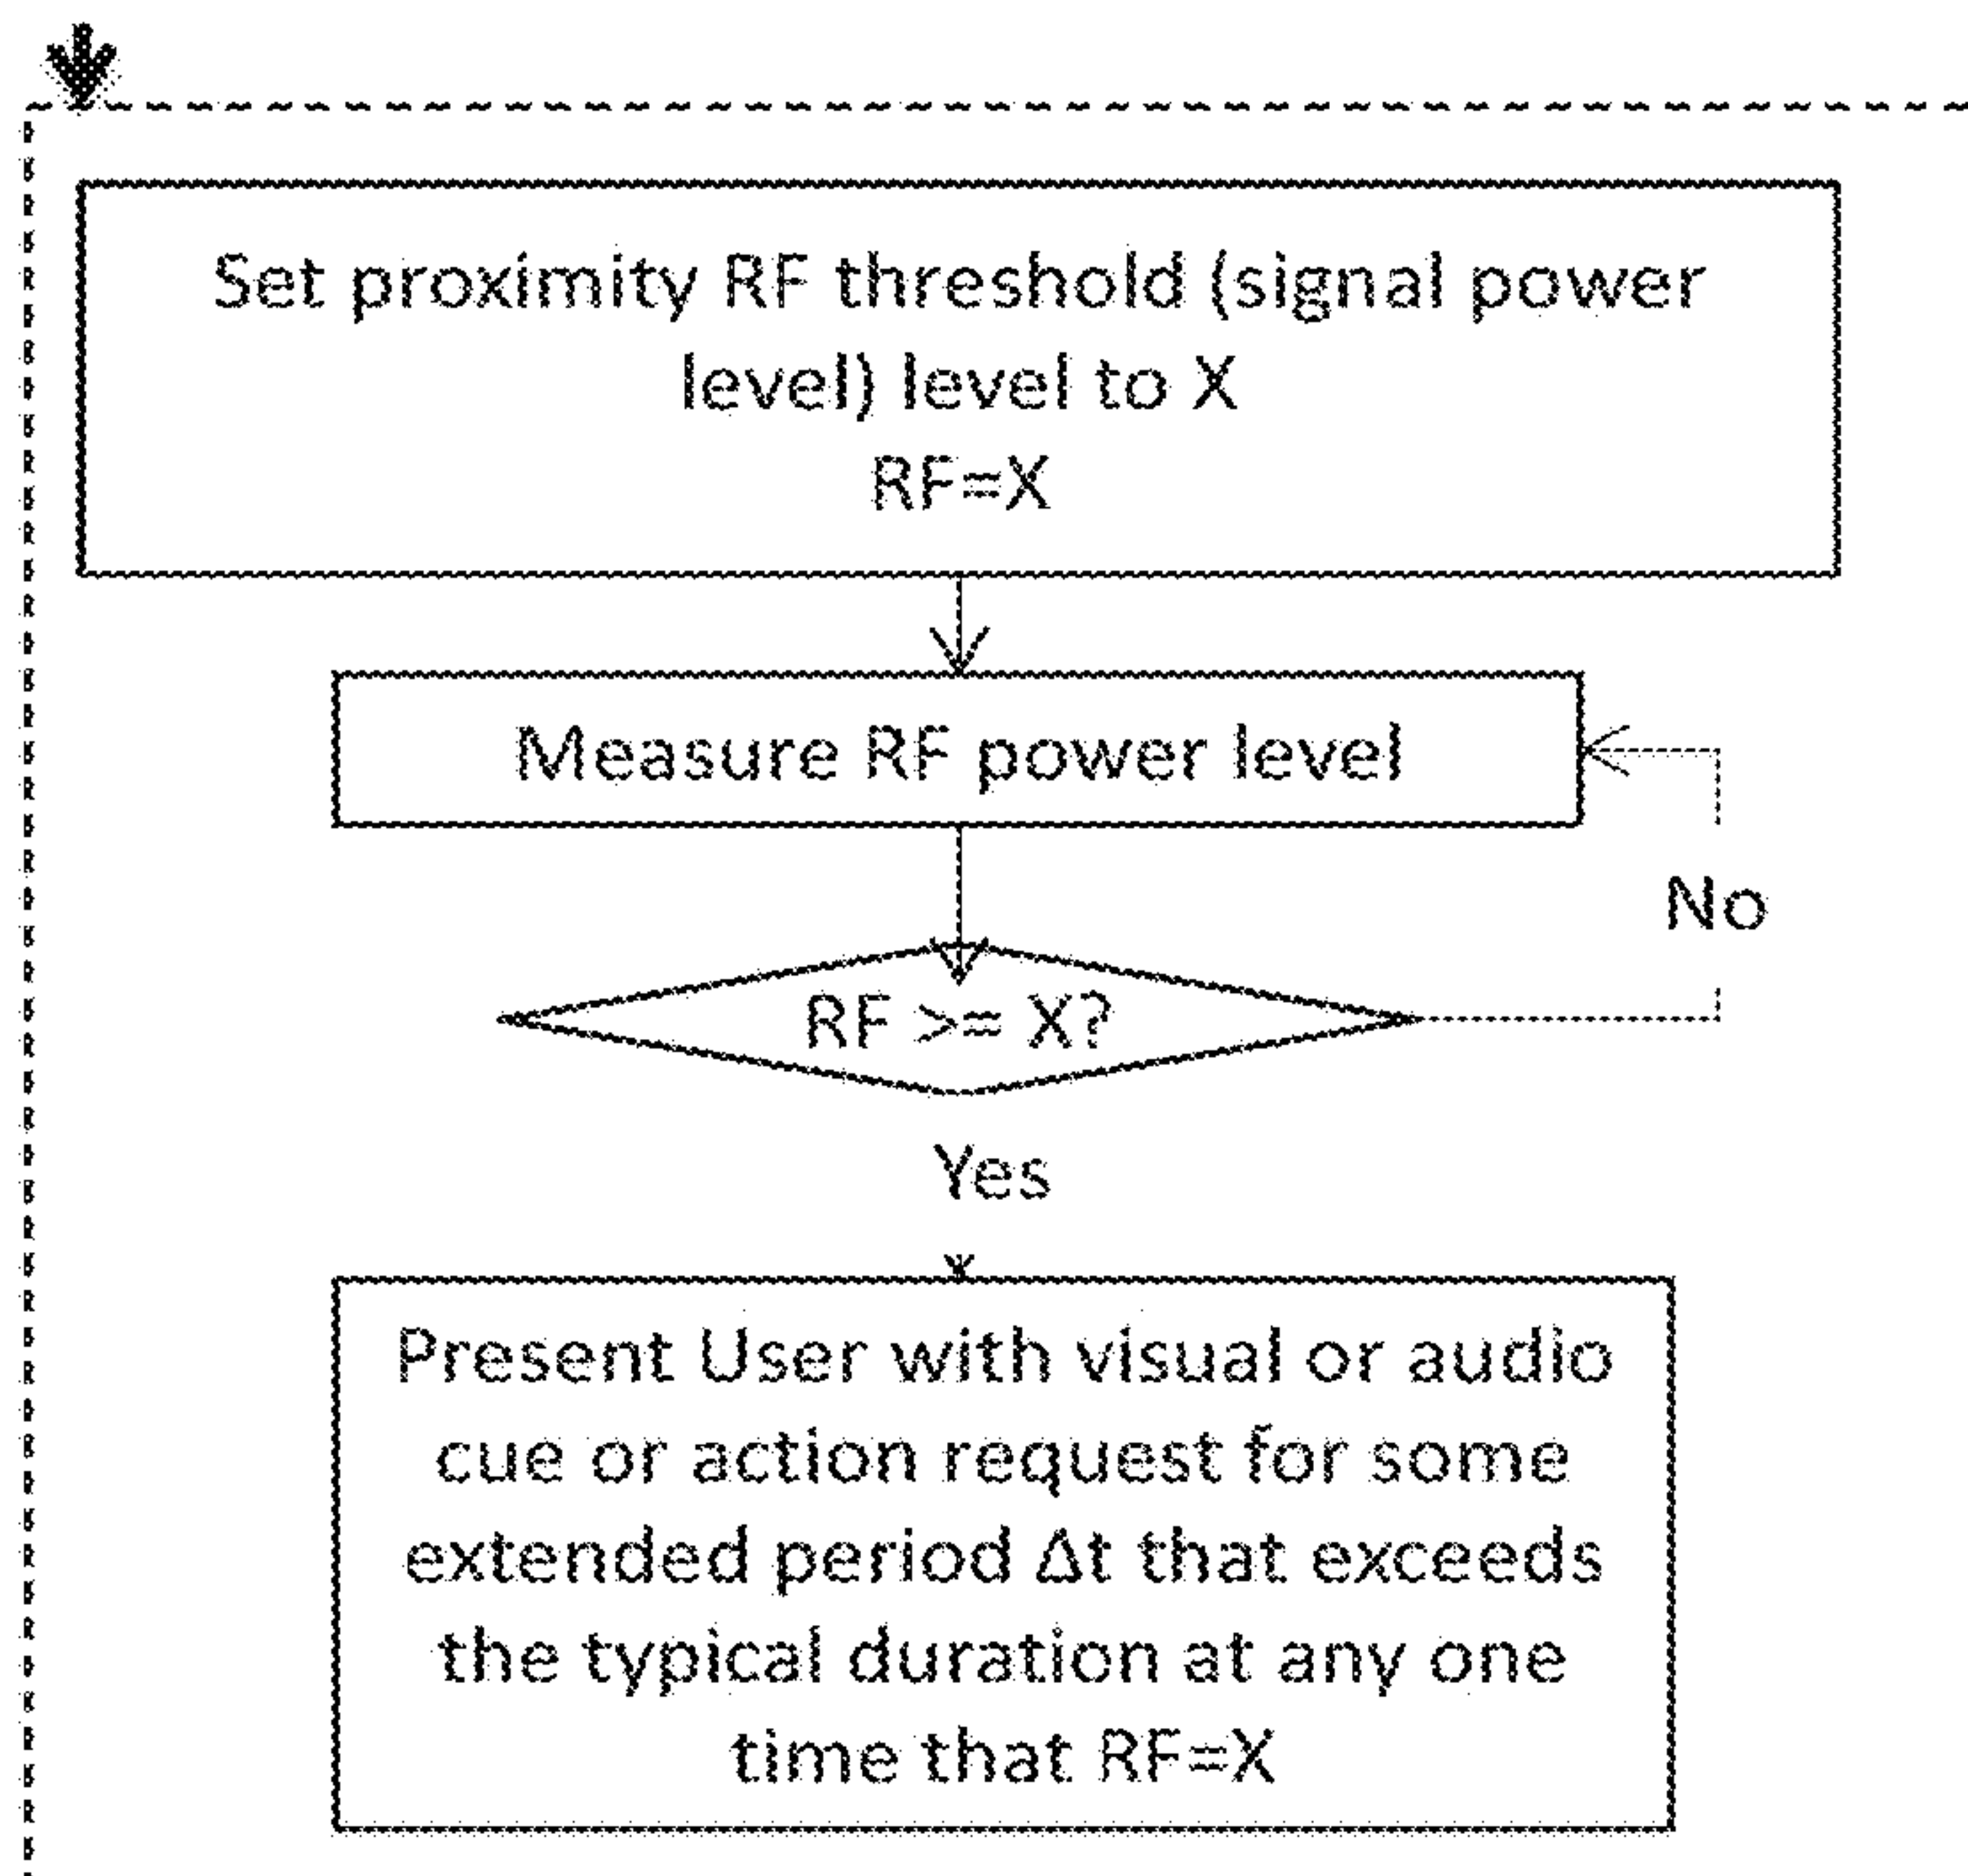 Set proximity RF threshold (signal power
level) level to X
RF=X
Measure RF power level
No
RF >= X?
Yes
Present User with visual or audio
cue or action request for some
extended period Δt that exceeds
the typical duration at any one
time that RF=X